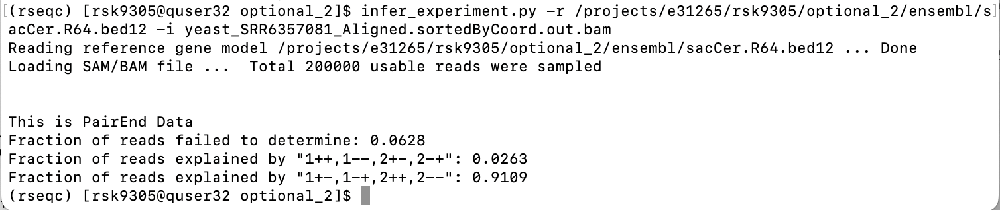 [(rseqc) [rsk9305@quser32 optional_2]$ infer_experiment.py -r /projects/e31265/rsk9305/optional_2/ensembl/s]
acCer.R64.bed12 -i yeast_SRR6357081_Aligned.sortedByCoord.out.bam
Reading reference gene model /projects/e31265/rsk9305/optional_2/ensembl/sacCer.R64.bed12 ... Done
Loading SAM/BAM file ...  Total 200000 usable reads were sampled
This is PairEnd Data
Fraction of reads failed to determine: 0.0628
Fraction of reads explained by "1++,1--,2+-,2-+": 0.0263
Fraction of reads explained by "1+-,1-+,2++,2--": 0.9109
(rseqc) [rsk9305@quser32 optional_2]$